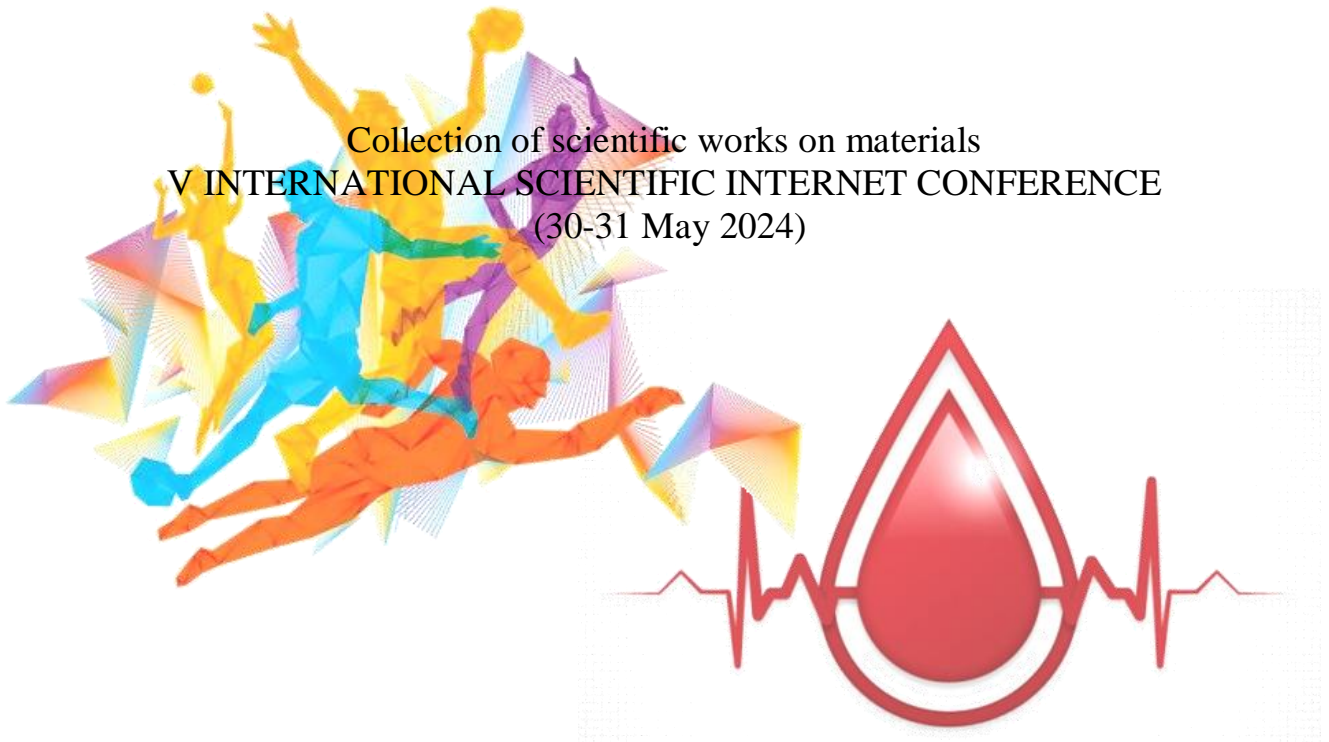 Collection of scientific works on materials
V INTERNATIONAL SCIENTIFIC INTERNET CONFERENCE
(30-31 May 2024)